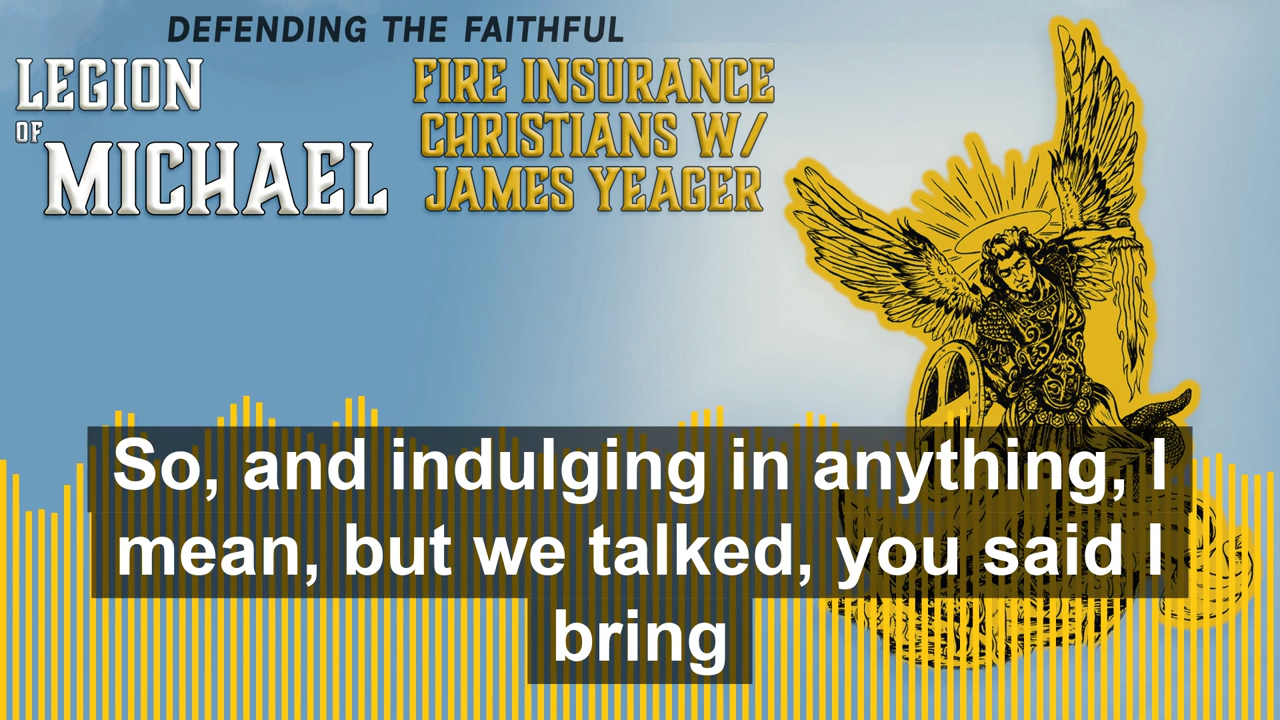 DEFENDING THE FAITHFUL
LEGION
OF
MICHAEL
FIRE INSURANCE
CHRISTIANS W/
JAMES YEAGER
So, and indulging in anything, I
mean, but we talked, you said I
bring